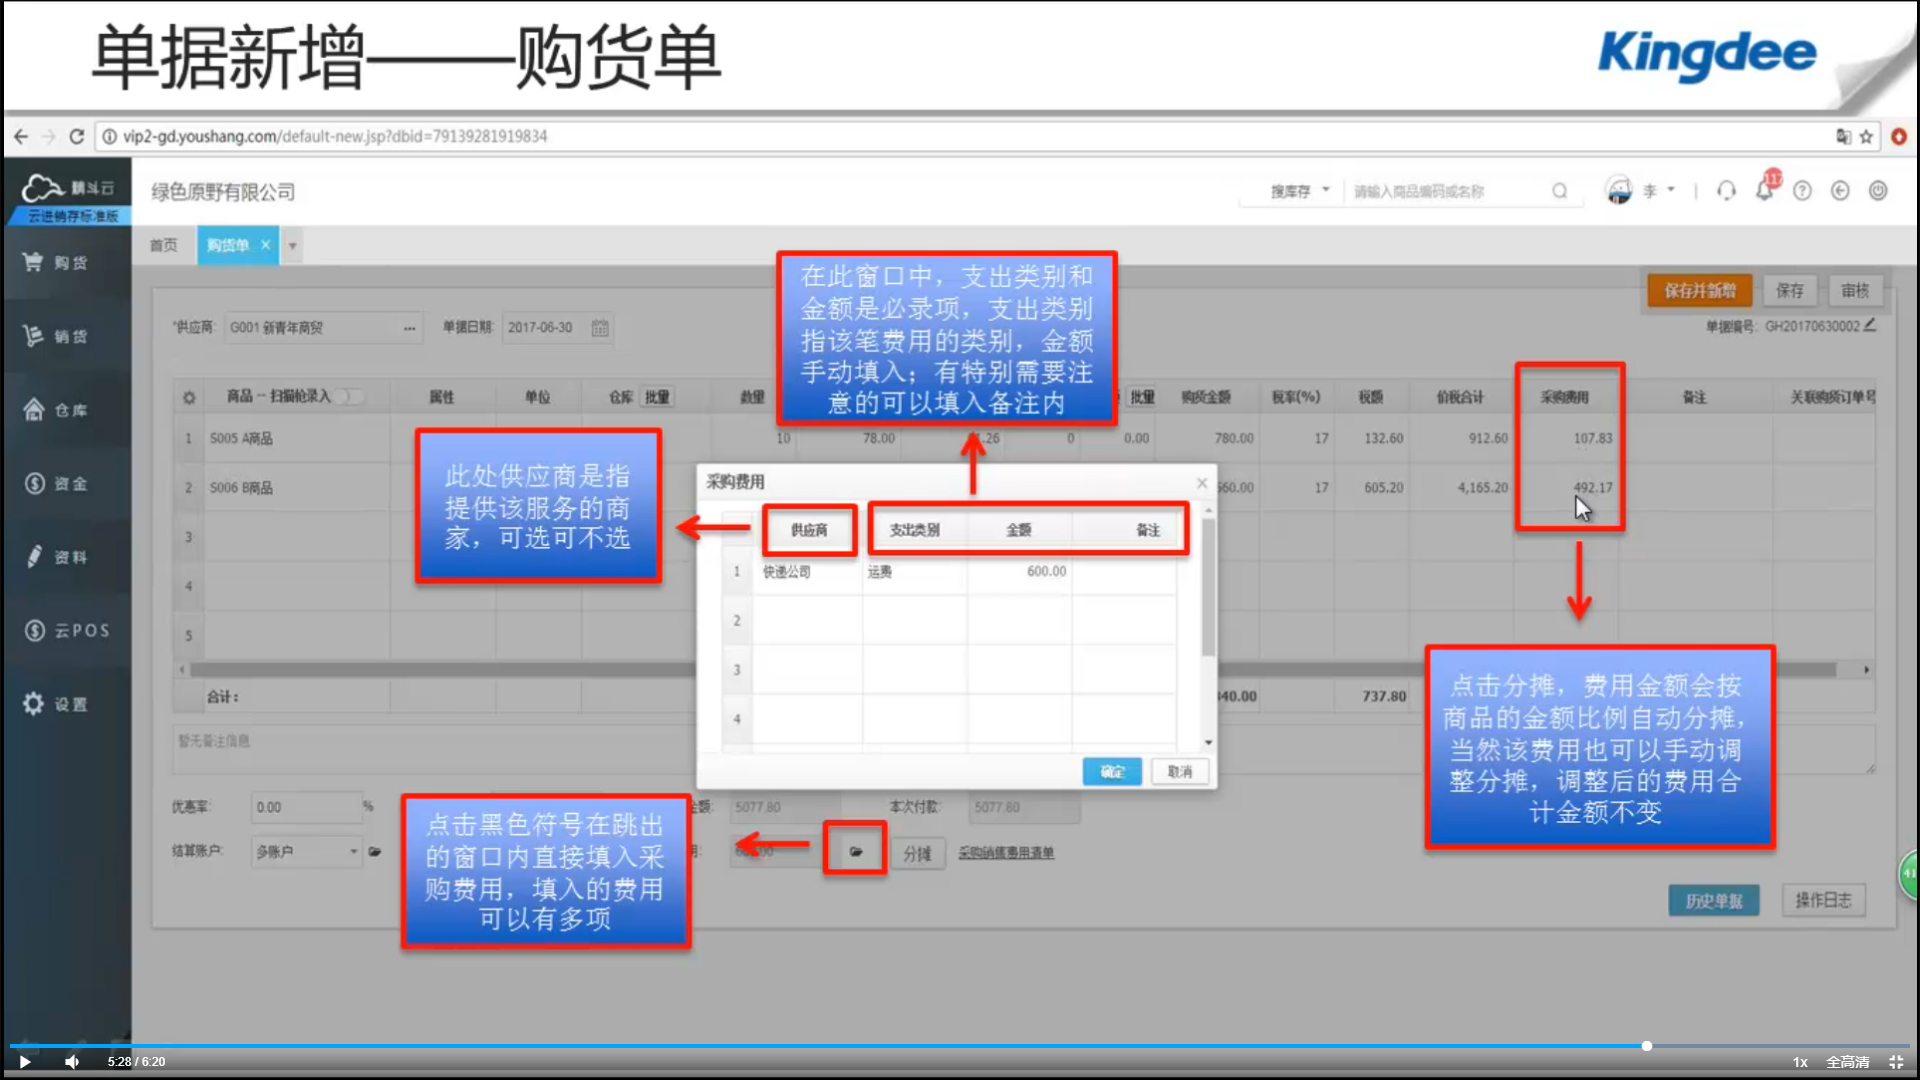 单据新增——购货单
Kingdee
vip2-gd.youshang.com/default-new.jsp?dbid=79139281919834
精斗云
云进销存标准版
绿色原野有限公司
搜库存
请输入商品编码或名称
李
117
首页
购货单
购货
销货
仓库
资金
资料
云POS
设置
保存并新增
保存
审核
*供应商:
G001 新青年商贸
...
单据日期:
2017-06-30
单据编号:
GH20170630002
在此窗口中，支出类别和
金额是必录项，支出类别
指该笔费用的类别，金额
手动填入；有特别需要注
意的可以填入备注内
商品 -- 扫描枪录入
属性
单位
仓库
批量
数量
批量
购货金额
税率(%)
税额
价税合计
采购费用
备注
关联购货订单号
1
S005 A商品
10
78.00
.26
0
0.00
780.00
17
132.60
912.60
107.83
2
S006 B商品
560.00
17
605.20
4,165.20
492.17
3
4
5
此处供应商是指
提供该服务的商
家，可选可不选
采购费用
供应商
支出类别
金额
备注
1
快递公司
运费
600.00
2
3
4
确定
取消
合计:
340.00
737.80
暂无备注信息
点击分摊，费用金额会按
商品的金额比例自动分摊，
当然该费用也可以手动调
整分摊，调整后的费用合
计金额不变
优惠率:
0.00
%
金额:
5077.80
本次付款:
5077.80
结算账户:
多账户
点击黑色符号在跳出
的窗口内直接填入采
购费用，填入的费用
可以有多项
分摊
采购销售费用清单
历史单据
操作日志
41
5:28 / 6:20
1x
全高清